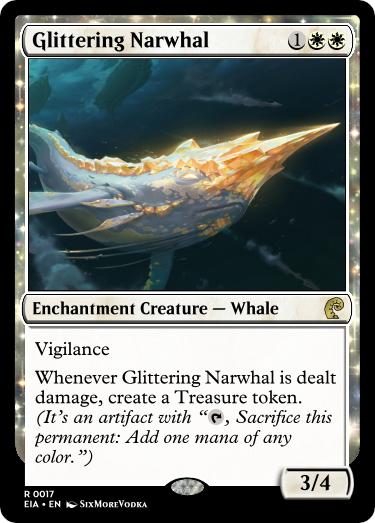 Glittering Narwhal 1
Enchantment Creature — Whale
Vigilance
Whenever Glittering Narwhal is dealt
damage, create a Treasure token.
(It's an artifact with “, Sacrifice this
permanent: Add one mana of any
color.”)
3/4
R 0017
EIA • EN SixMoreVodka